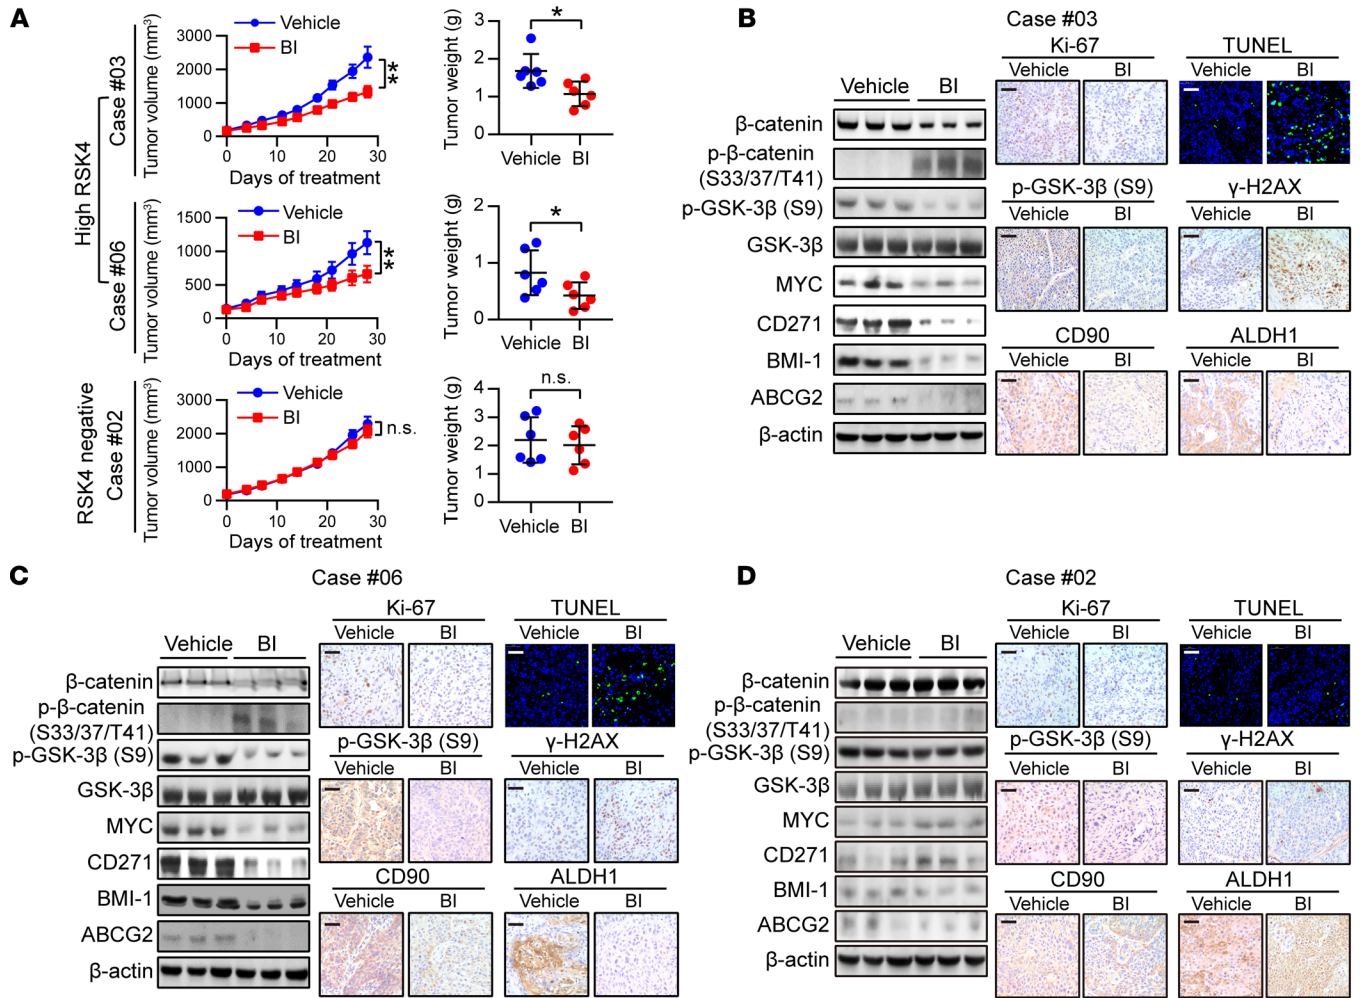 A
High RSK4
Case #03
Tumor volume (mm³)
Vehicle
BI
3000
2000
1000
0
**
0 10 20 30
Days of treatment
Tumor weight (g)
3
2
1
0
*
Vehicle BI
Case #06
Tumor volume (mm³)
Vehicle
BI
1500
1000
500
0
**
0 10 20 30
Days of treatment
Tumor weight (g)
2
1
0
*
Vehicle BI
RSK4 negative
Case #02
Tumor volume (mm³)
Vehicle
BI
3000
2000
1000
0
n.s.
0 10 20 30
Days of treatment
Tumor weight (g)
4
3
2
1
0
n.s.
Vehicle BI
B
Case #03
Vehicle BI
β-catenin
p-β-catenin
(S33/37/T41)
p-GSK-3β (S9)
GSK-3β
MYC
CD271
BMI-1
ABCG2
β-actin
Ki-67
Vehicle BI
TUNEL
Vehicle BI
p-GSK-3β (S9)
Vehicle BI
γ-H2AX
Vehicle BI
CD90
Vehicle BI
ALDH1
Vehicle BI
C
Case #06
Vehicle BI
β-catenin
p-β-catenin
(S33/37/T41)
p-GSK-3β (S9)
GSK-3β
MYC
CD271
BMI-1
ABCG2
β-actin
Ki-67
Vehicle BI
TUNEL
Vehicle BI
p-GSK-3β (S9)
Vehicle BI
γ-H2AX
Vehicle BI
CD90
Vehicle BI
ALDH1
Vehicle BI
D
Case #02
Vehicle BI
β-catenin
p-β-catenin
(S33/37/T41)
p-GSK-3β (S9)
GSK-3β
MYC
CD271
BMI-1
ABCG2
β-actin
Ki-67
Vehicle BI
TUNEL
Vehicle BI
p-GSK-3β (S9)
Vehicle BI
γ-H2AX
Vehicle BI
CD90
Vehicle BI
ALDH1
Vehicle BI